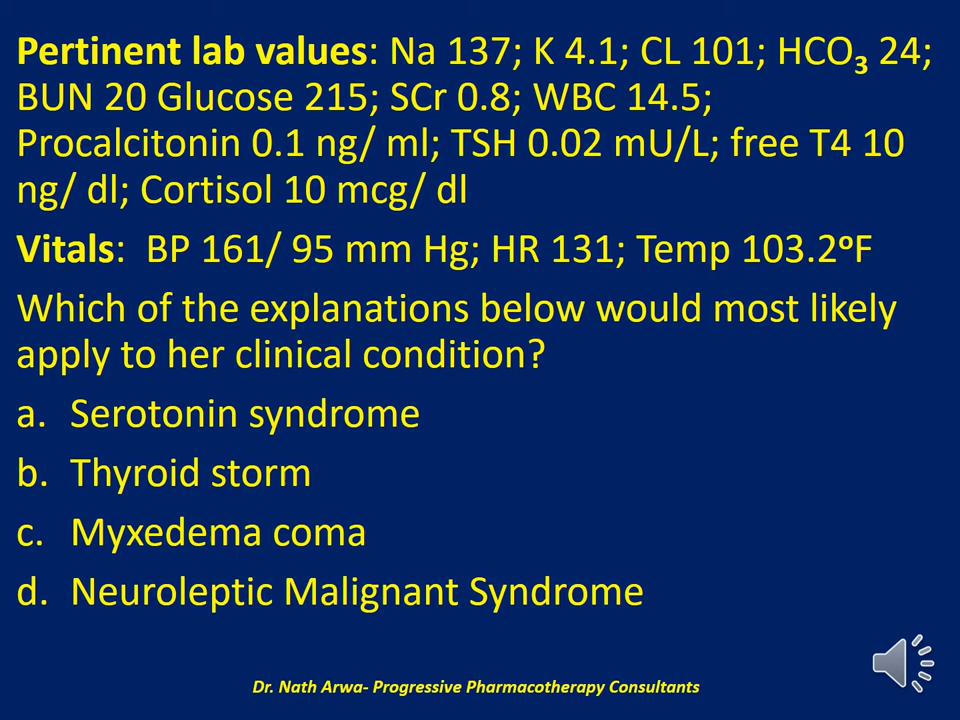 Pertinent lab values: Na 137; K 4.1; CL 101; HCO₃ 24;
BUN 20 Glucose 215; SCr 0.8; WBC 14.5;
Procalcitonin 0.1 ng/ ml; TSH 0.02 mU/L; free T4 10
ng/ dl; Cortisol 10 mcg/ dl
Vitals: BP 161/ 95 mm Hg; HR 131; Temp 103.2ºF
Which of the explanations below would most likely
apply to her clinical condition?
a. Serotonin syndrome
b. Thyroid storm
c. Myxedema coma
d. Neuroleptic Malignant Syndrome
Dr. Nath Arwa- Progressive Pharmacotherapy Consultants